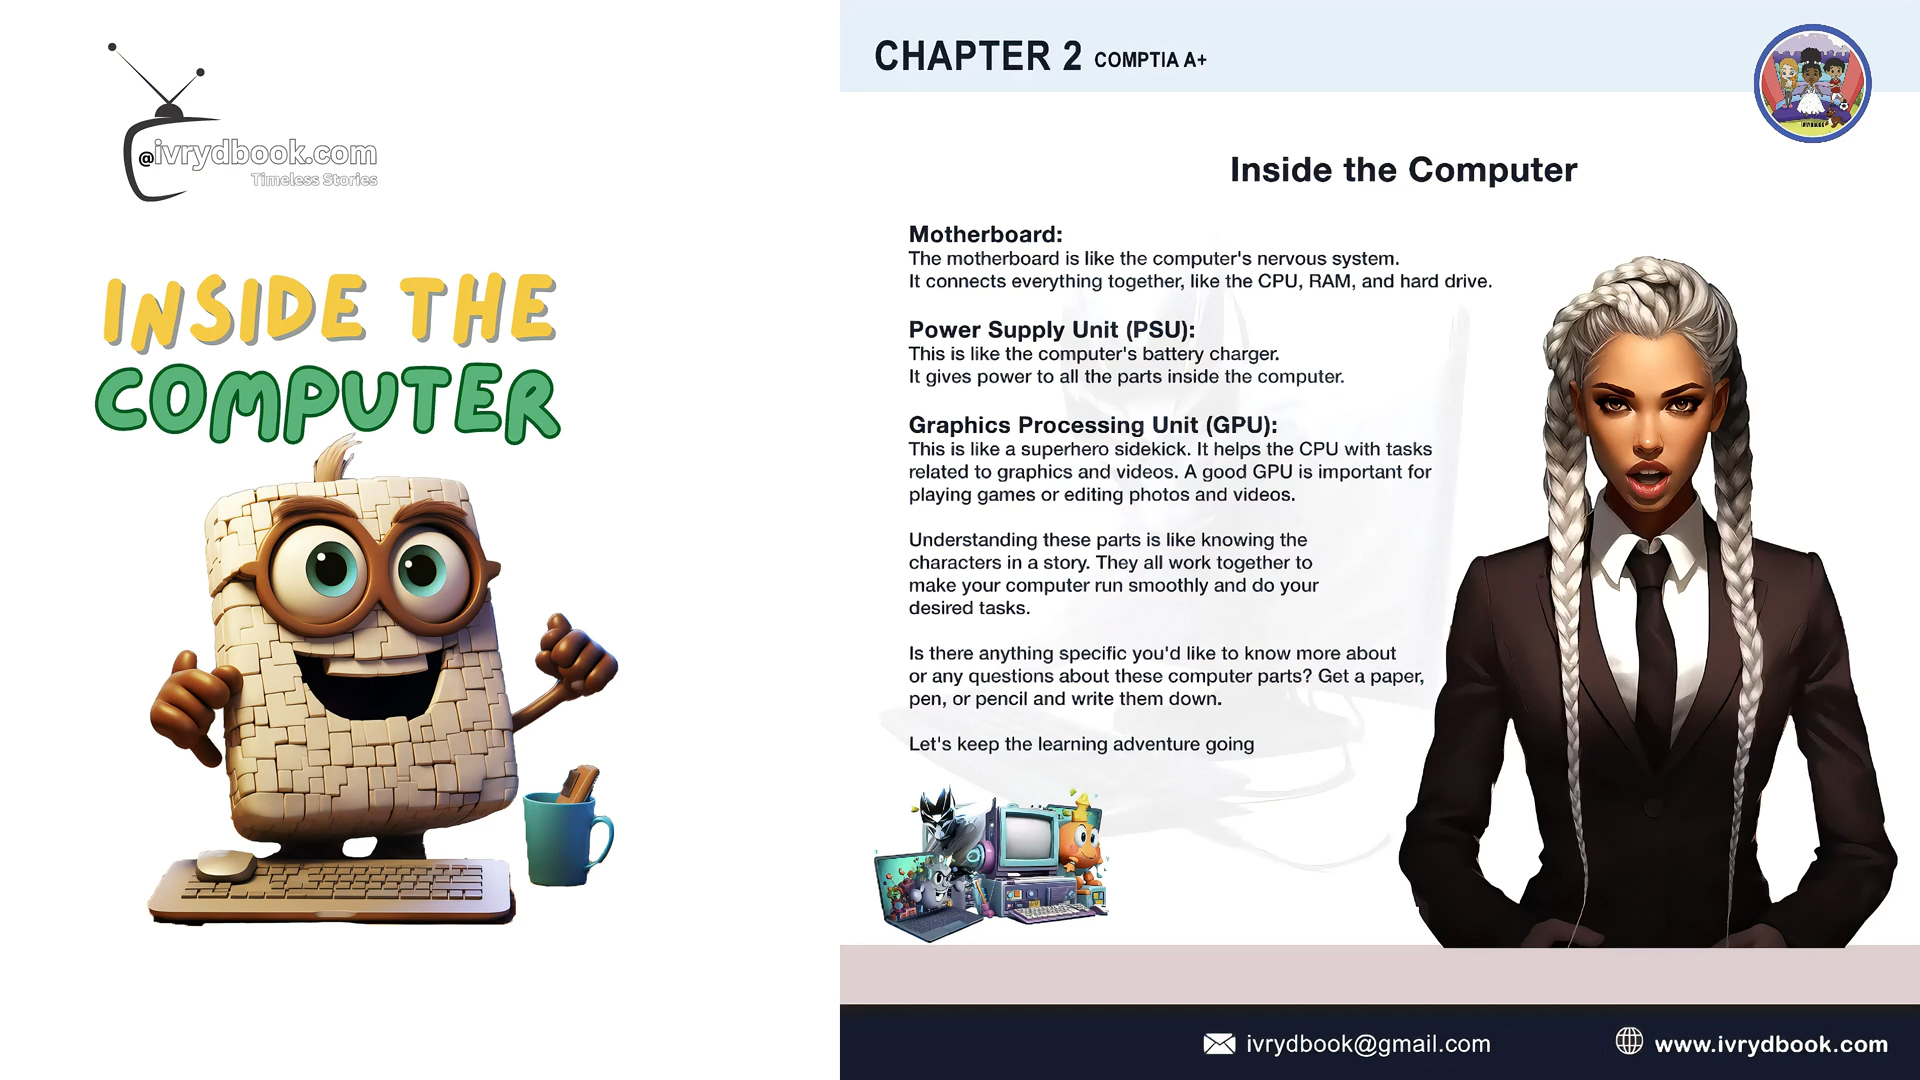 @ivrydbook.com
Timeless Stories
INSIDE THE
COMPUTER
CHAPTER 2 COMPTIA A+
Inside the Computer
Motherboard:
The motherboard is like the computer's nervous system.
It connects everything together, like the CPU, RAM, and hard drive.
Power Supply Unit (PSU):
This is like the computer's battery charger.
It gives power to all the parts inside the computer.
Graphics Processing Unit (GPU):
This is like a superhero sidekick. It helps the CPU with tasks
related to graphics and videos. A good GPU is important for
playing games or editing photos and videos.
Understanding these parts is like knowing the
characters in a story. They all work together to
make your computer run smoothly and do your
desired tasks.
Is there anything specific you'd like to know more about
or any questions about these computer parts? Get a paper,
pen, or pencil and write them down.
Let's keep the learning adventure going
ivrydbook@gmail.com
www.ivrydbook.com